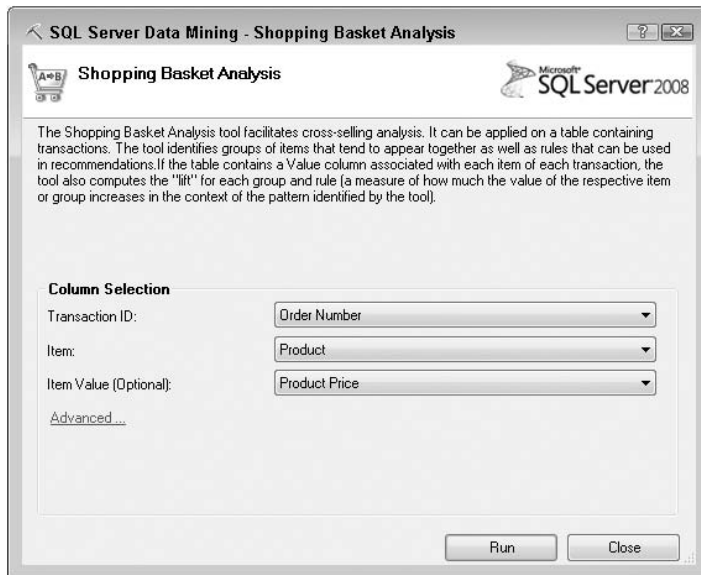 SQL Server Data Mining - Shopping Basket Analysis
?
A⇒B
Shopping Basket Analysis
Microsoft®
SQL Server®2008
The Shopping Basket Analysis tool facilitates cross-selling analysis. It can be applied on a table containing
transactions. The tool identifies groups of items that tend to appear together as well as rules that can be used
in recommendations.If the table contains a Value column associated with each item of each transaction, the
tool also computes the "lift" for each group and rule (a measure of how much the value of the respective item
or group increases in the context of the pattern identified by the tool).
Column Selection
Transaction ID:
Order Number
Item:
Product
Item Value (Optional):
Product Price
Advanced ...
Run
Close